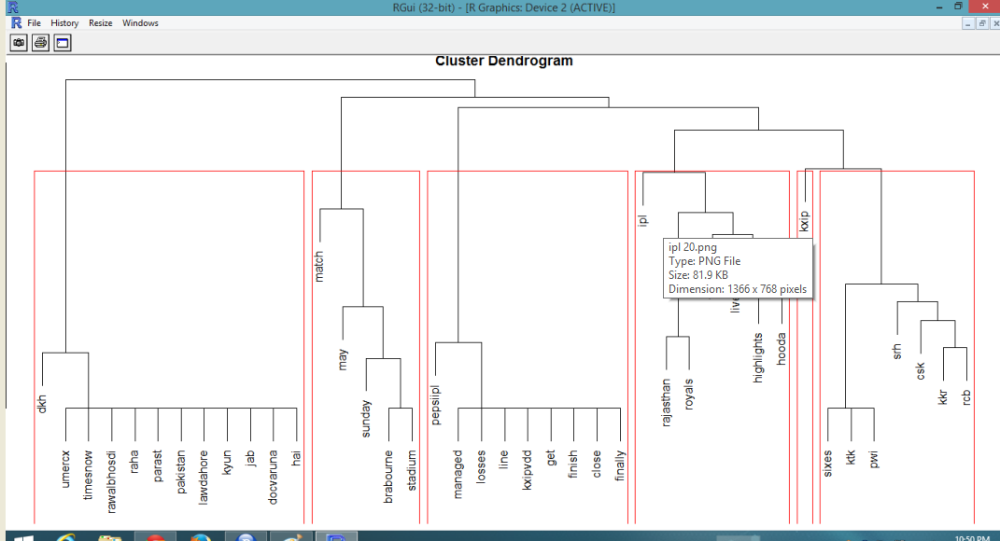 RGui (32-bit) - [R Graphics: Device 2 (ACTIVE)]
File History Resize Windows
Cluster Dendrogram
dkh
umercx
timesnow
rawalbhosdi
raha
parast
pakistan
lawdahore
kyun
jab
docvaruna
hai
match
may
sunday
brabourne
stadium
pepsiipl
managed
losses
line
kxipvdd
get
finish
close
finally
ipl
rajasthan
royals
live
highlights
hooda
ipl 20.png
Type: PNG File
Size: 81.9 KB
Dimension: 1366 x 768 pixels
kxip
sixes
ktk
pwi
srh
csk
kkr
rcb
10:50 PM